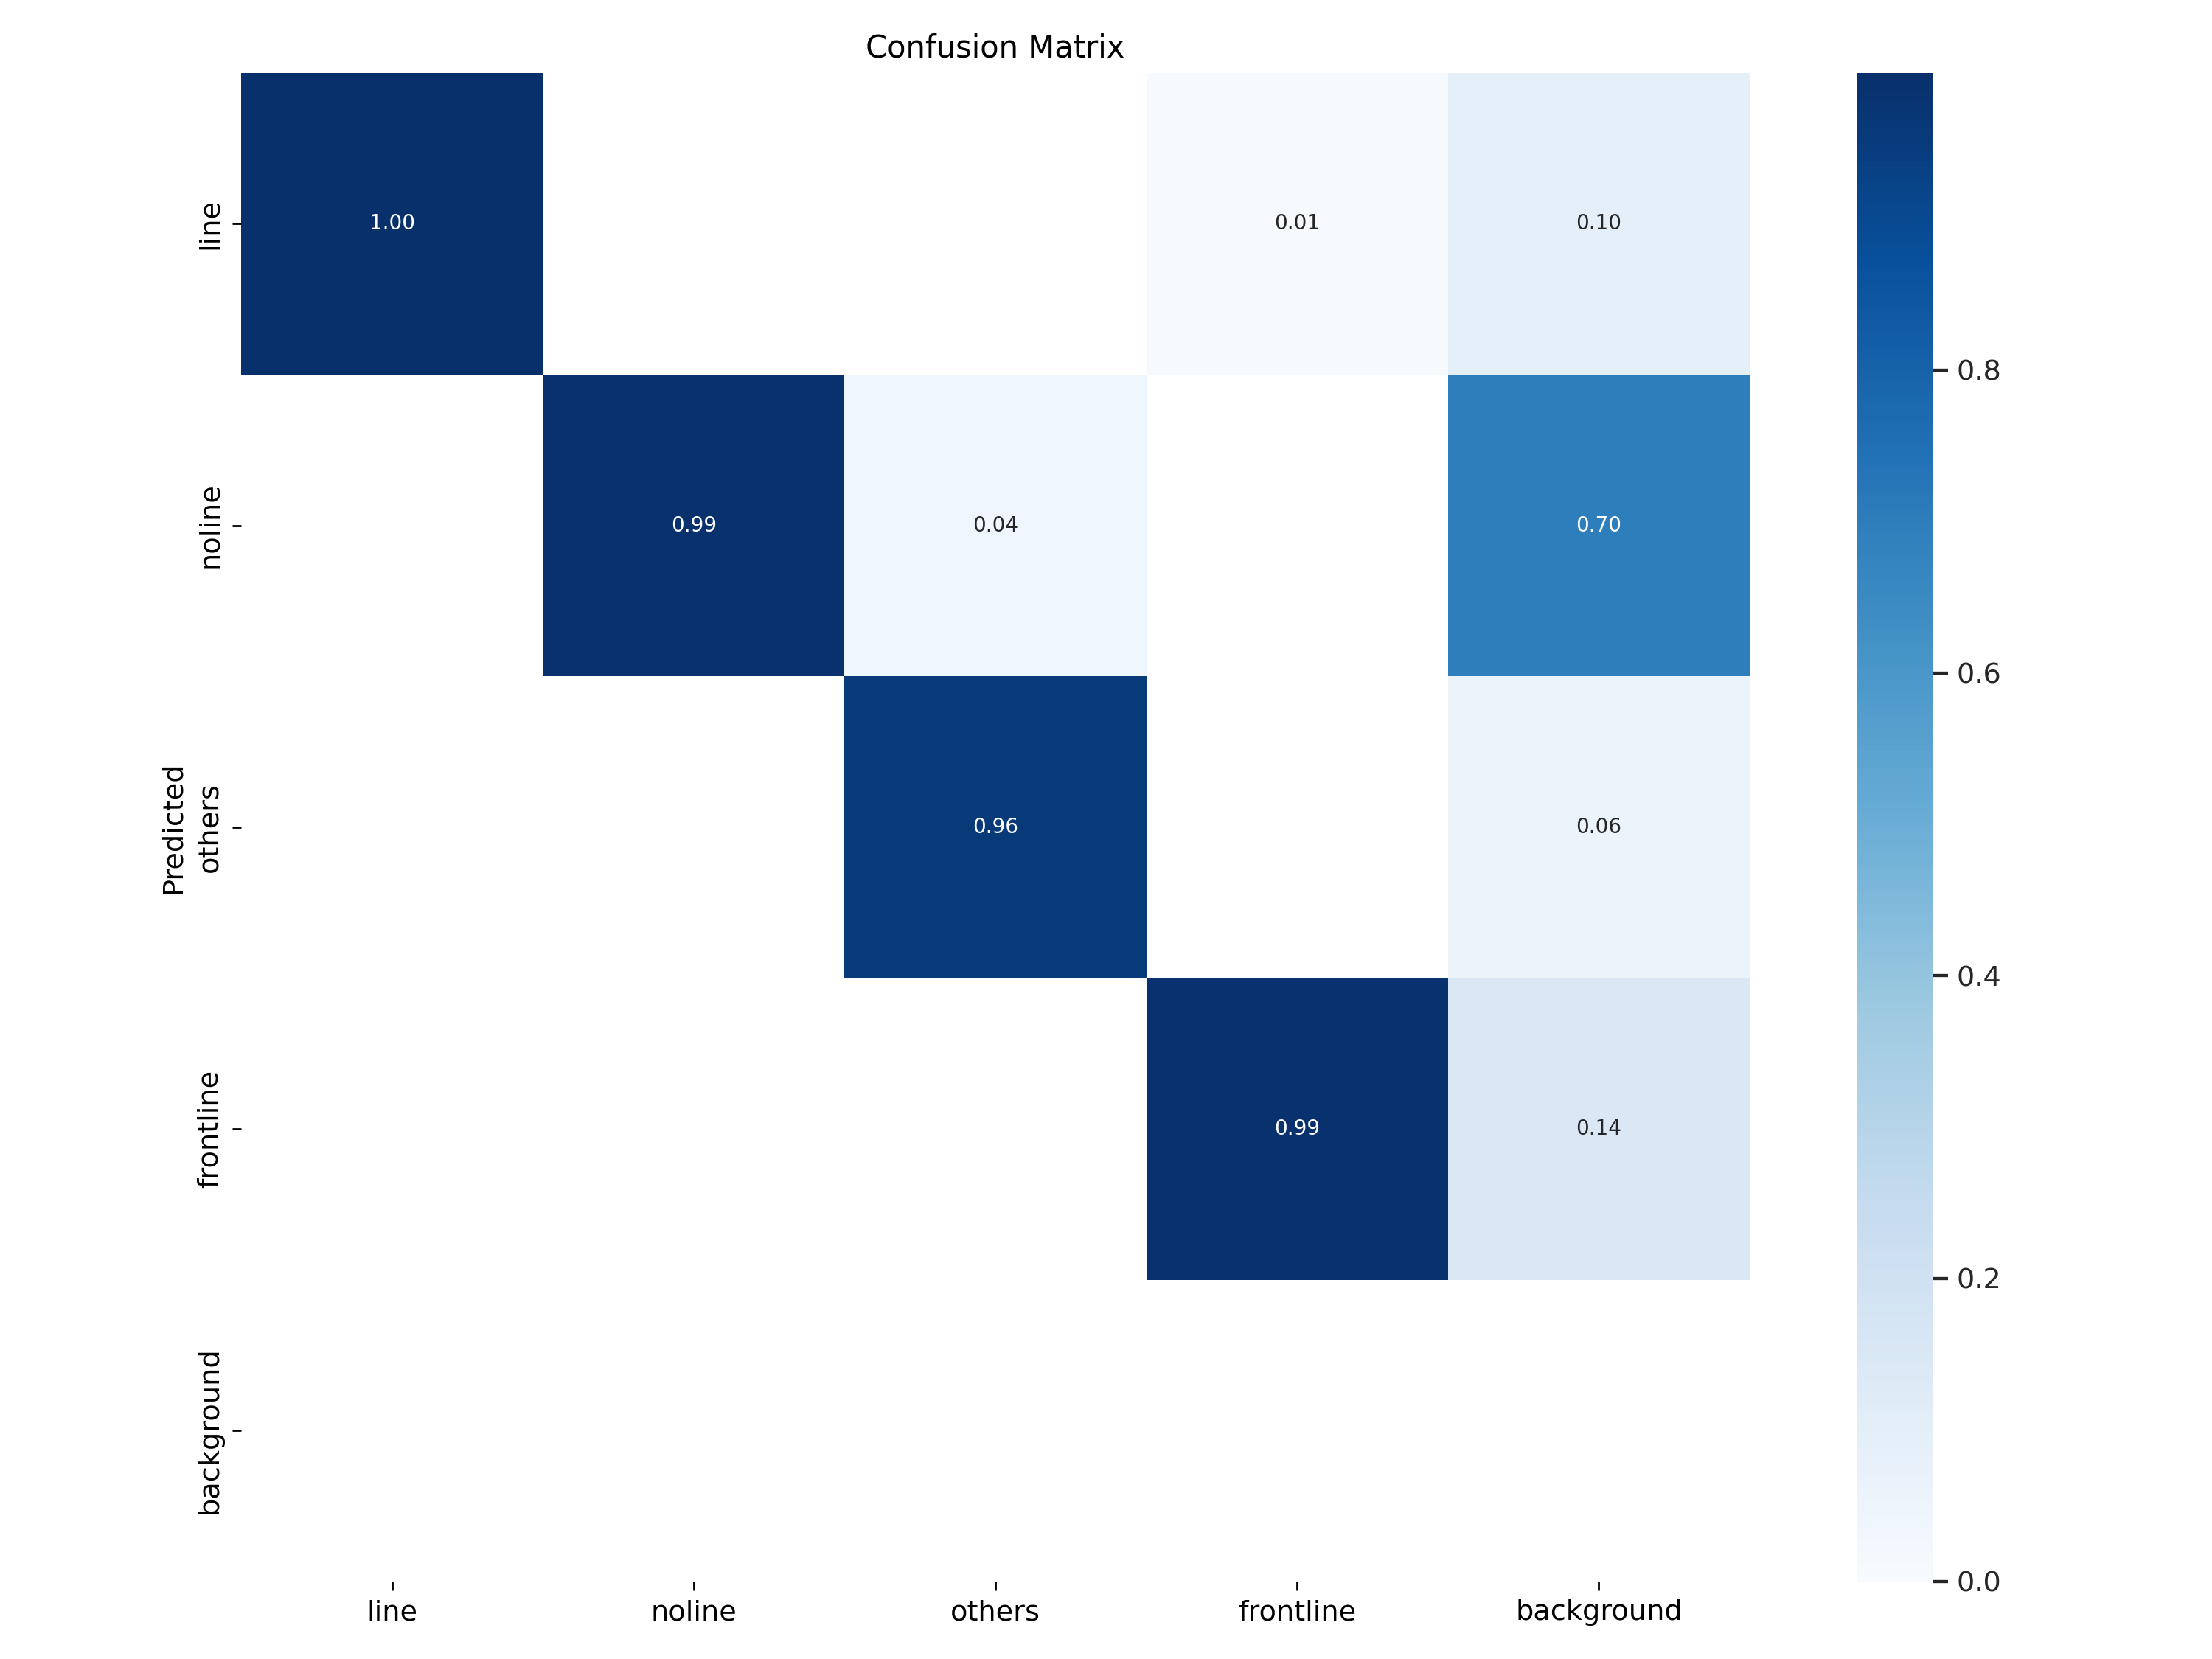 Confusion Matrix
line
1.00
0.01
0.10
noline
0.99
0.04
0.70
Predicted
others
0.96
0.06
frontline
0.99
0.14
background
line
noline
others
frontline
background
0.8
0.6
0.4
0.2
0.0